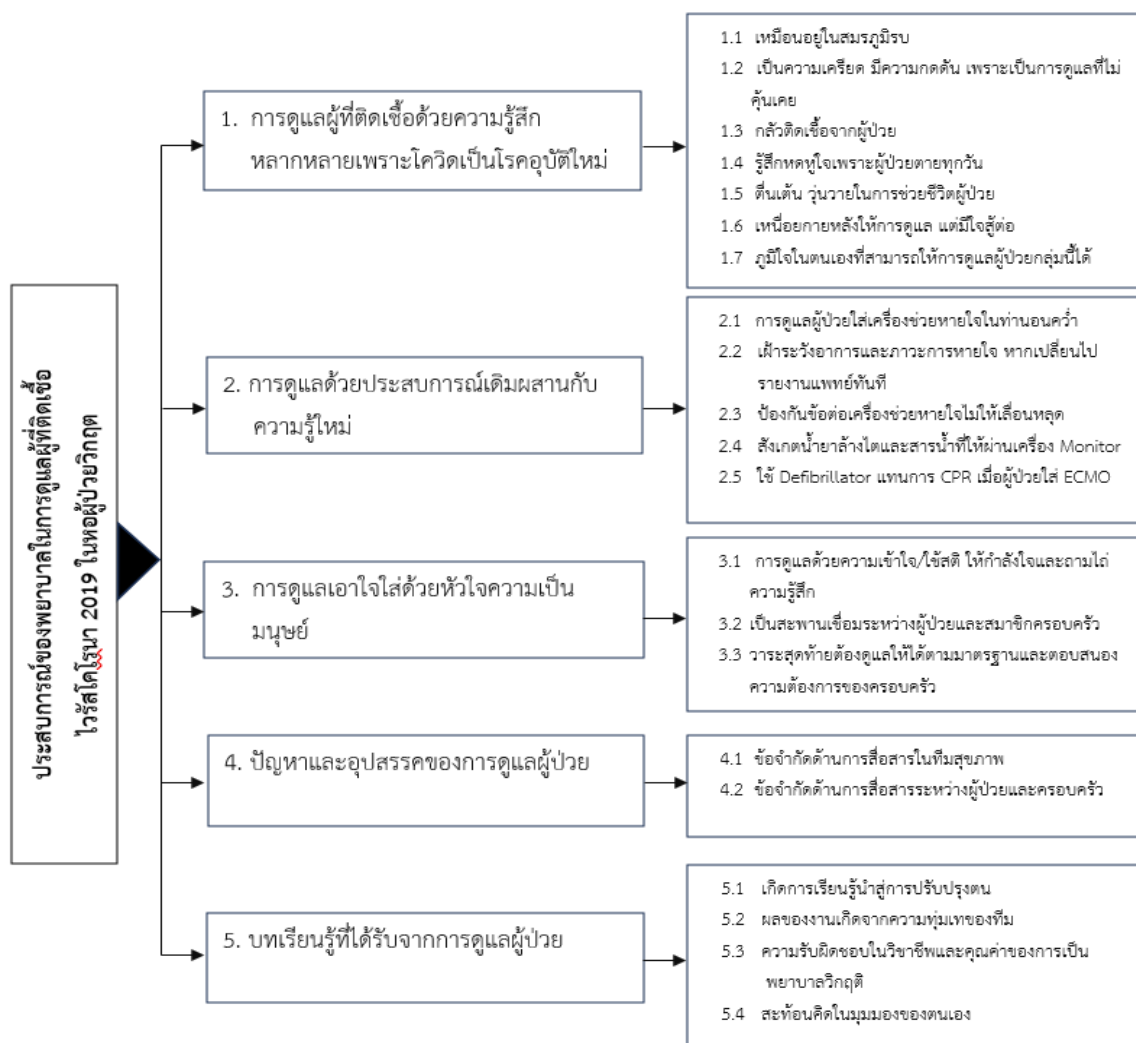 ประสบการณ์ของพยาบาลในการดูแลผู้ที่ติดเชื้อ
ไวรัสโคโรนา 2019 ในหอผู้ป่วยวิกฤต
1. การดูแลผู้ที่ติดเชื้อด้วยความรู้สึก
หลากหลายเพราะโควิดเป็นโรคอุบัติใหม่
1.1 เหมือนอยู่ในสมรภูมิรบ
1.2 เป็นความเครียด มีความกดดัน เพราะเป็นการดูแลที่ไม่
คุ้นเคย
1.3 กลัวติดเชื้อจากผู้ป่วย
1.4 รู้สึกหดหู่ใจเพราะผู้ป่วยตายทุกวัน
1.5 ตื่นเต้น วุ่นวายในการช่วยชีวิตผู้ป่วย
1.6 เหนื่อยกายหลังให้การดูแล แต่มีใจสู้ต่อ
1.7 ภูมิใจในตนเองที่สามารถให้การดูแลผู้ป่วยกลุ่มนี้ได้
2. การดูแลด้วยประสบการณ์เดิมผสานกับ
ความรู้ใหม่
2.1 การดูแลผู้ป่วยใส่เครื่องช่วยหายใจในท่านอนคว่ำ
2.2 เฝ้าระวังอาการและภาวะการหายใจ หากเปลี่ยนไป
รายงานแพทย์ทันที
2.3 ป้องกันข้อต่อเครื่องช่วยหายใจไม่ให้เลื่อนหลุด
2.4 สังเกตน้ำยาล้างไตและสารน้ำที่ให้ผ่านเครื่อง Monitor
2.5 ใช้ Defibrillator แทนการ CPR เมื่อผู้ป่วยใส่ ECMO
3. การดูแลเอาใจใส่ด้วยหัวใจความเป็น
มนุษย์
3.1 การดูแลด้วยความเข้าใจ/ใช้สติ ให้กำลังใจและถามไถ่
ความรู้สึก
3.2 เป็นสะพานเชื่อมระหว่างผู้ป่วยและสมาชิกครอบครัว
3.3 วาระสุดท้ายต้องดูแลให้ได้ตามมาตรฐานและตอบสนอง
ความต้องการของครอบครัว
4. ปัญหาและอุปสรรคของการดูแลผู้ป่วย
4.1 ข้อจำกัดด้านการสื่อสารในทีมสุขภาพ
4.2 ข้อจำกัดด้านการสื่อสารระหว่างผู้ป่วยและครอบครัว
5. บทเรียนรู้ที่ได้รับจากการดูแลผู้ป่วย
5.1 เกิดการเรียนรู้นำสู่การปรับปรุงตน
5.2 ผลของงานเกิดจากความทุ่มเทของทีม
5.3 ความรับผิดชอบในวิชาชีพและคุณค่าของการเป็น
พยาบาลวิกฤติ
5.4 สะท้อนคิดในมุมมองของตนเอง